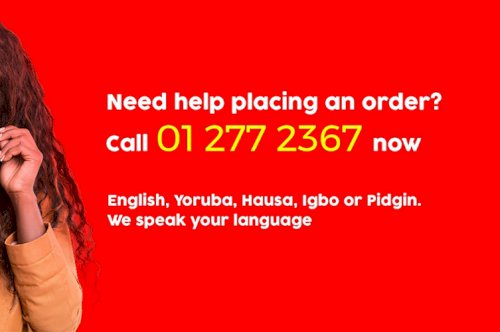 Need help placing an order?
Call 01 277 2367 now
English, Yoruba, Hausa, Igbo or Pidgin.
We speak your language